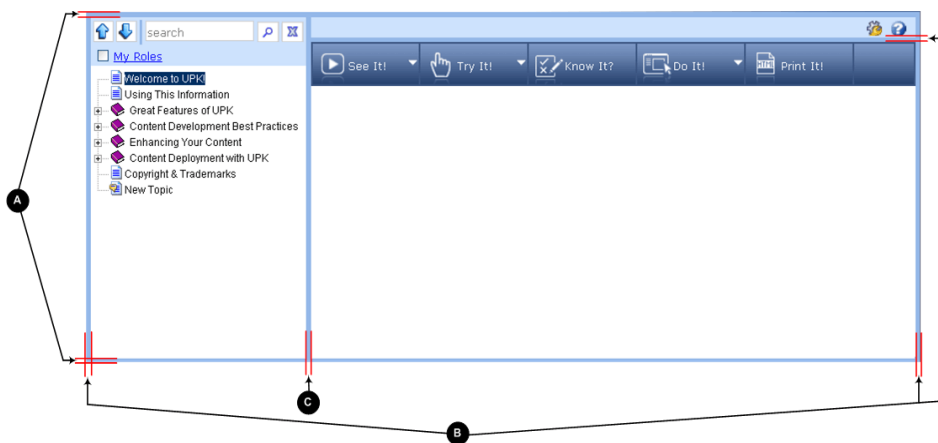 search
My Roles
See It!
Try It!
Know It?
Do It!
HTML
Print It!
Welcome to UPK!
Using This Information
Great Features of UPK
Content Development Best Practices
Enhancing Your Content
Content Deployment with UPK
Copyright & Trademarks
New Topic
A
C
B